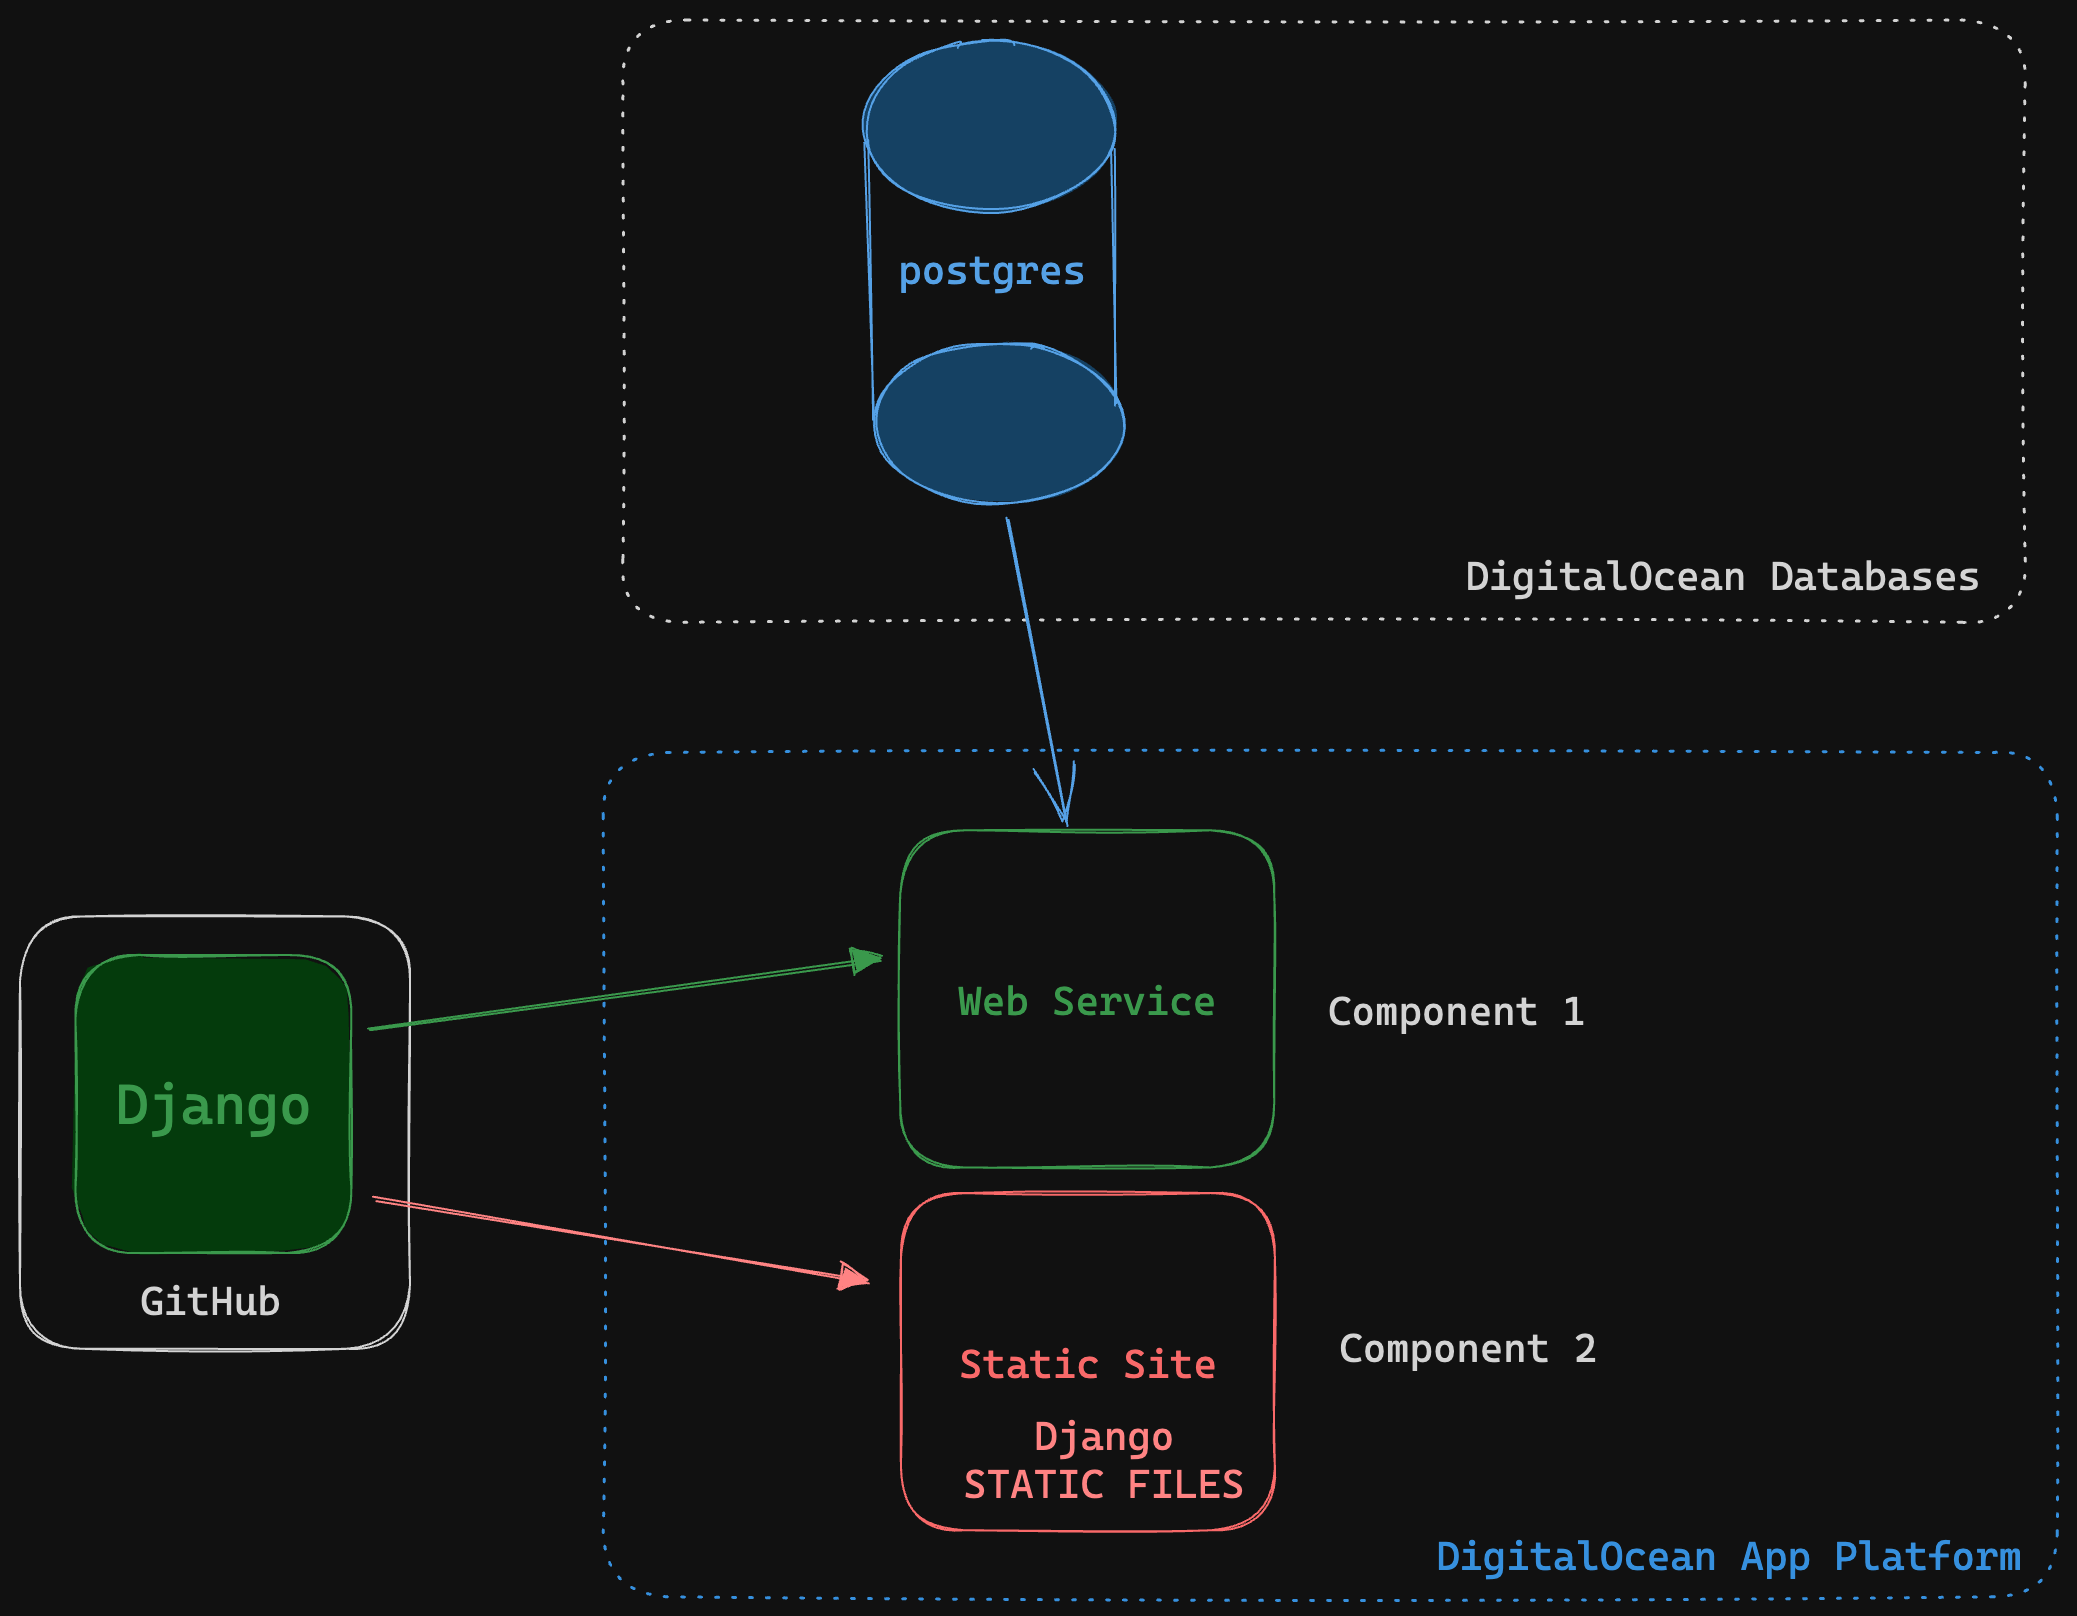 postgres
DigitalOcean Databases
Web Service
Component 1
Django
GitHub
Static Site
Component 2
Django
STATIC FILES
DigitalOcean App Platform